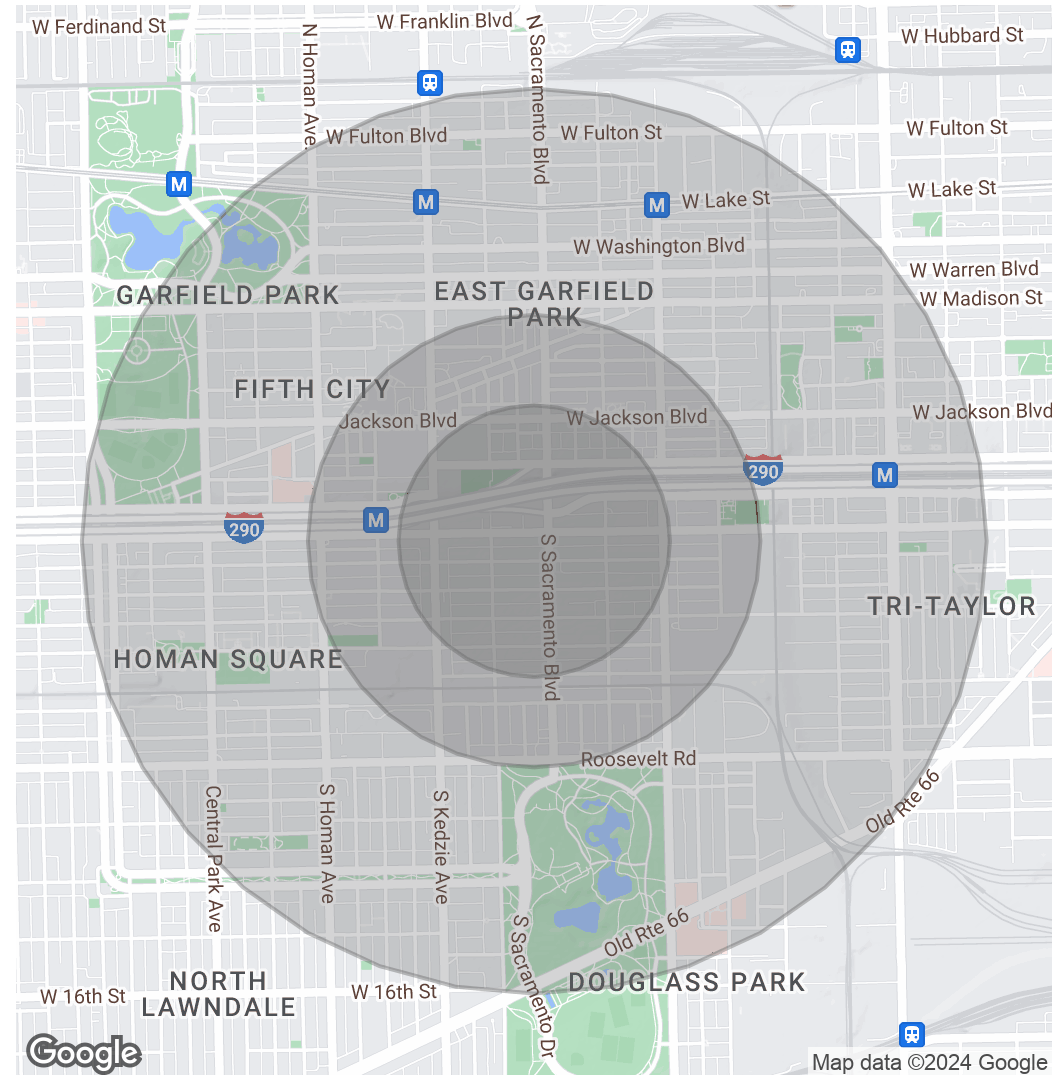 W Ferdinand St
W Franklin Blvd
N Sacramento Blvd
W Hubbard St
N Homan Ave.
W Fulton Blvd
W Fulton St
W Fulton St
M
M
M
W Lake St
W Lake St
W Washington Blvd
W Warren Blvd
W Madison St
GARFIELD PARK
EAST GARFIELD
PARK
FIFTH CITY
Jackson Blvd
W Jackson Blvd
W Jackson Blvd
290
M
M
290
S Sacramento Blvd
TRI-TAYLOR
HOMAN SQUARE
Roosevelt Rd
Central Park Ave
S Homan Ave
S Kedzie Ave
Old Rte 66
S Sacramento Dr
Old Rte 66
NORTH
LAWNDALE
W 16th St
W 16th St
DOUGLASS PARK
Google
Map data ©2024 Google